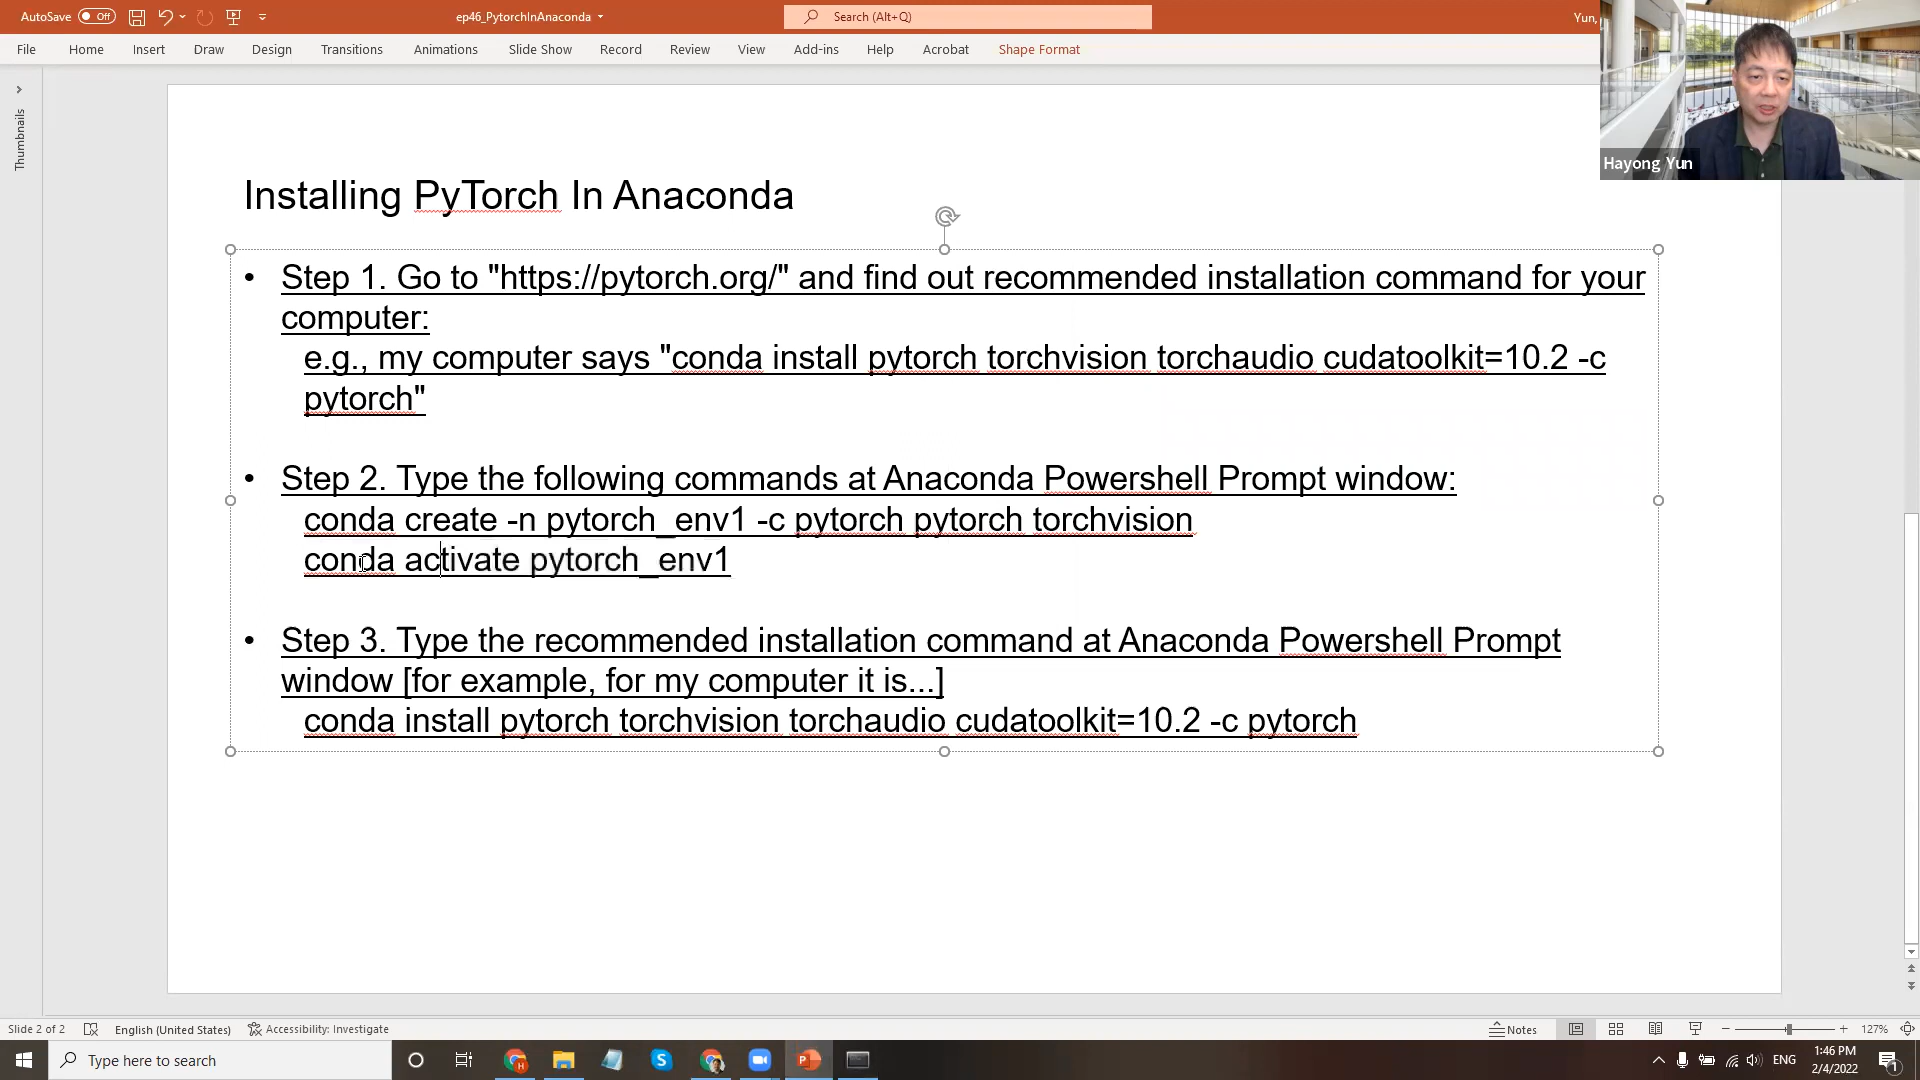 AutoSave Off ep46_PytorchInAnaconda Search (Alt+Q) Yun,
File Home Insert Draw Design Transitions Animations Slide Show Record Review View Add-ins Help Acrobat Shape Format
Thumbnails
Hayong Yun
Installing PyTorch In Anaconda
• Step 1. Go to "https://pytorch.org/" and find out recommended installation command for your
computer:
e.g., my computer says "conda install pytorch torchvision torchaudio cudatoolkit=10.2 -c
pytorch"
• Step 2. Type the following commands at Anaconda Powershell Prompt window:
conda create -n pytorch_env1 -c pytorch pytorch torchvision
conda activate pytorch_env1
• Step 3. Type the recommended installation command at Anaconda Powershell Prompt
window [for example, for my computer it is...]
conda install pytorch torchvision torchaudio cudatoolkit=10.2 -c pytorch
Slide 2 of 2 English (United States) Accessibility: Investigate Notes 127%
Type here to search ENG 1:46 PM
2/4/2022